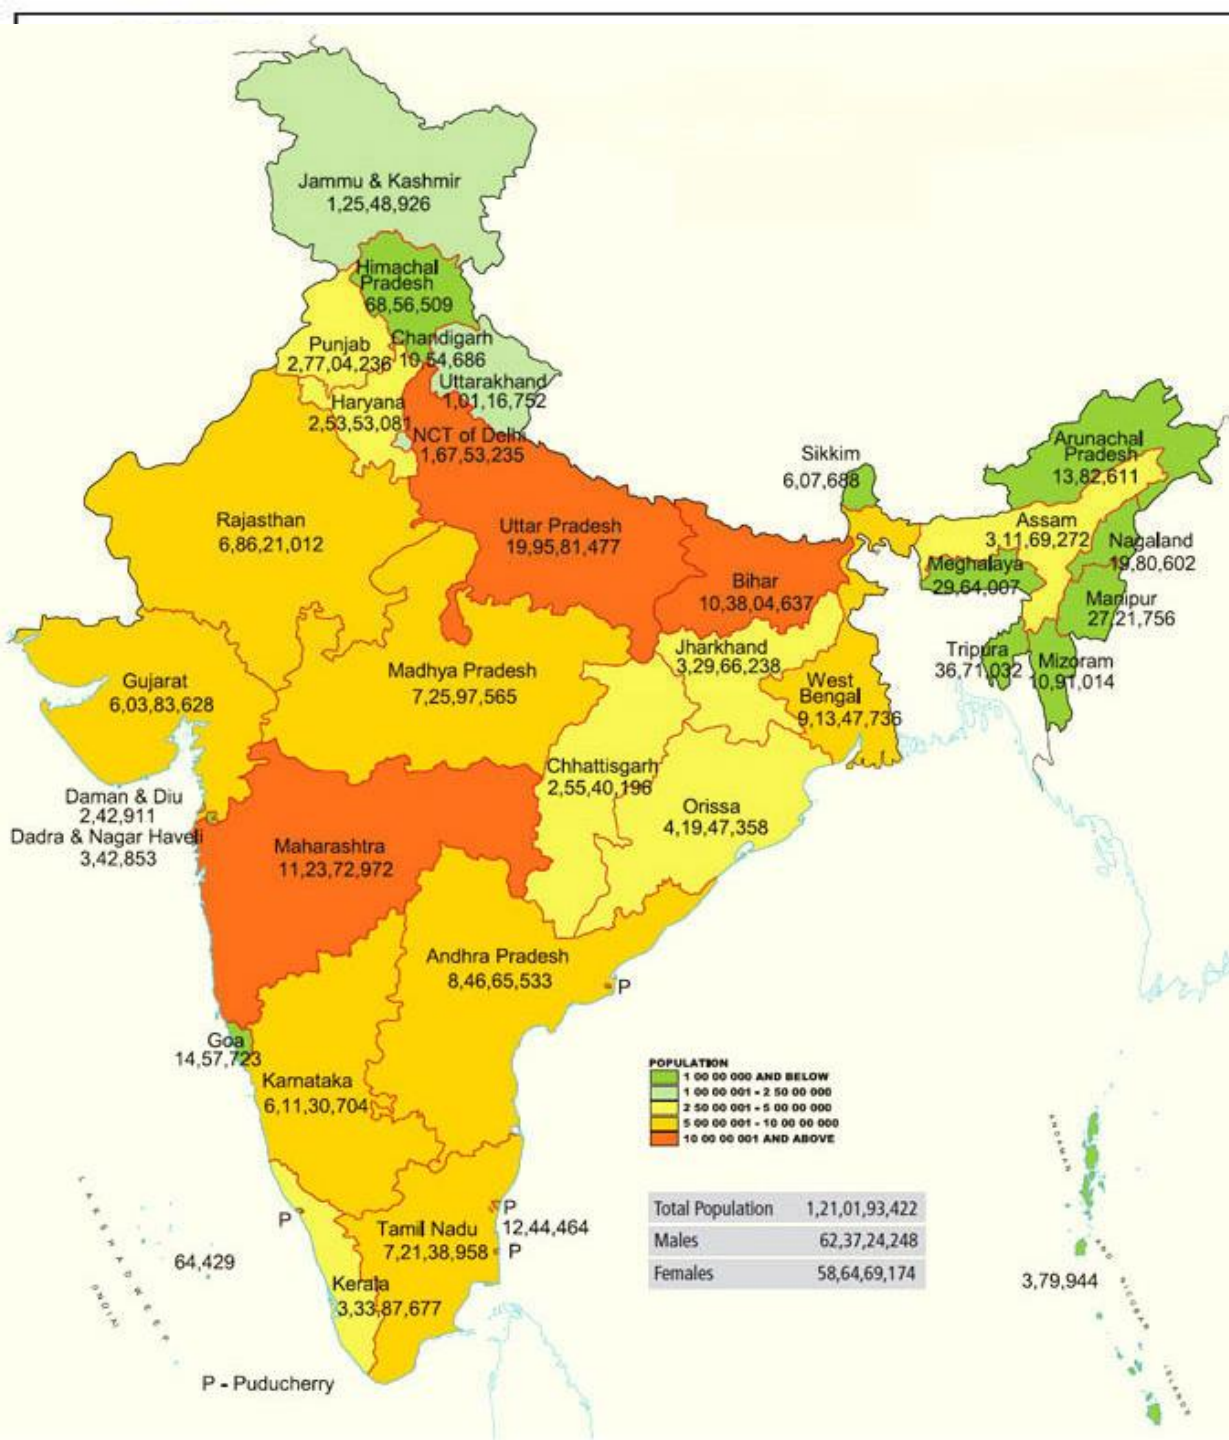 Jammu & Kashmir
1,25,48,926
Himachal
Pradesh
68,56,509
Punjab
2,77,04,236
Chandigarh
10,54,686
Uttarakhand
1,01,16,752
Haryana
2,53,53,081
NCT of Delhi
1,67,53,235
Rajasthan
6,86,21,012
Uttar Pradesh
19,95,81,477
Bihar
10,38,04,637
Sikkim
6,07,688
Arunachal
Pradesh
13,82,611
Assam
3,11,69,272
Nagaland
19,80,602
Meghalaya
29,64,007
Manipur
27,21,756
Tripura
36,71,032
Mizoram
10,91,014
Jharkhand
3,29,66,238
West
Bengal
9,13,47,736
Gujarat
6,03,83,628
Madhya Pradesh
7,25,97,565
Chhattisgarh
2,55,40,196
Orissa
4,19,47,358
Daman & Diu
2,42,911
Dadra & Nagar Haveli
3,42,853
Maharashtra
11,23,72,972
Andhra Pradesh
8,46,65,533
P
Goa
14,57,723
Karnataka
6,11,30,704
POPULATION
1 00 00 000 AND BELOW
1 00 00 001 - 2 50 00 000
2 50 00 001 - 5 00 00 000
5 00 00 001 - 10 00 00 000
10 00 00 001 AND ABOVE
Total Population 1,21,01,93,422
Males 62,37,24,248
Females 58,64,69,174
P
P
12,44,464
Tamil Nadu
7,21,38,958
P
Kerala
3,33,87,677
LAKSHADWEEP
(INDIA)
64,429
ANDAMAN AND NICOBAR ISLANDS
3,79,944
P - Puducherry